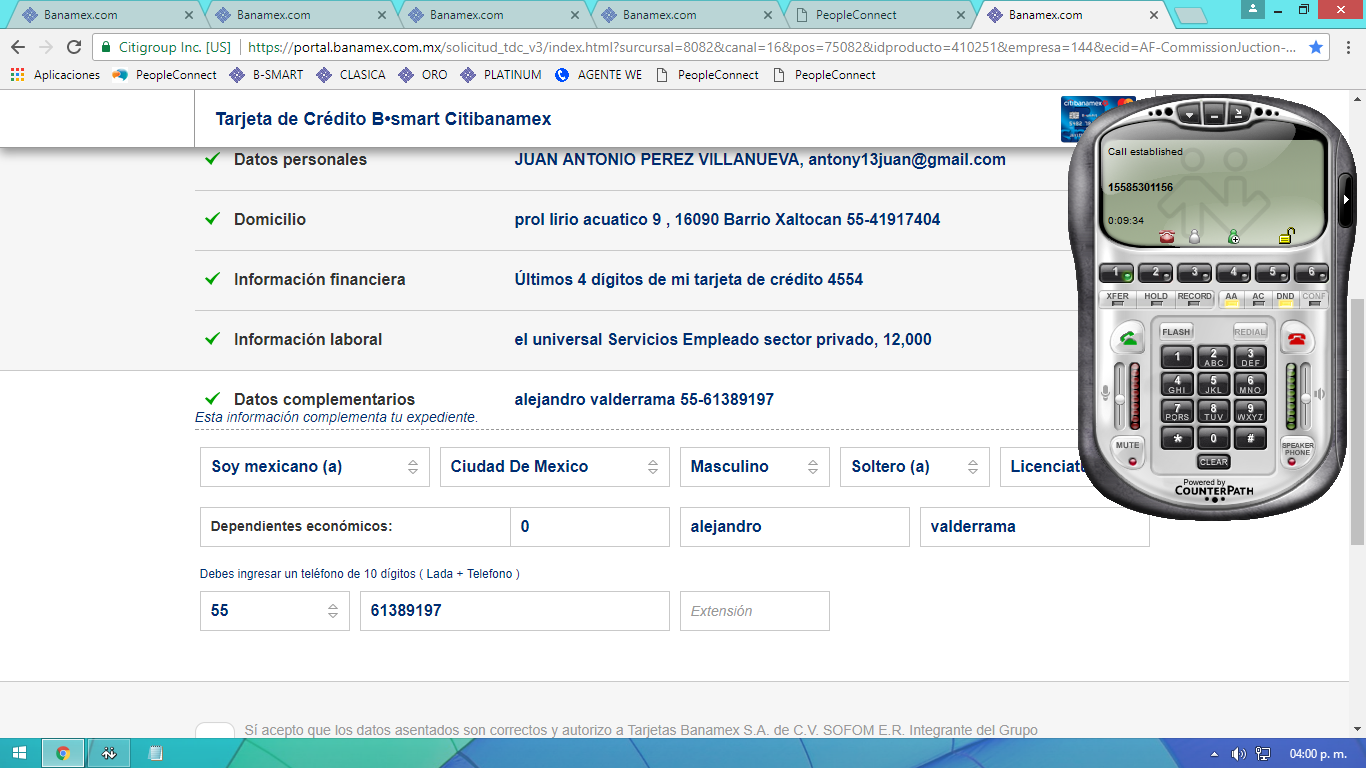 Banamex.com Banamex.com Banamex.com Banamex.com PeopleConnect Banamex.com
Citigroup Inc. [US] https://portal.banamex.com.mx/solicitud_tdc_v3/index.html?sursursal=8082&canal=16&pos=75082&idproducto=410251&empresa=144&ecid=AF-CommissionJuction-...
Aplicaciones PeopleConnect B-SMART CLASICA ORO PLATINUM AGENTE WE PeopleConnect PeopleConnect
Tarjeta de Crédito B•smart Citibanamex
citibanamex
Datos personales JUAN ANTONIO PEREZ VILLANUEVA, antony13juan@gmail.com
Domicilio prol lirio acuatico 9 , 16090 Barrio Xaltocan 55-41917404
Información financiera Últimos 4 dígitos de mi tarjeta de crédito 4554
Información laboral el universal Servicios Empleado sector privado, 12,000
Datos complementarios alejandro valderrama 55-61389197
Esta información complementa tu expediente.
Soy mexicano (a) Ciudad De Mexico Masculino Soltero (a) Licenciatu
Dependientes económicos: 0 alejandro valderrama
Debes ingresar un teléfono de 10 dígitos ( Lada + Telefono )
55 61389197 Extensión
Sí acepto que los datos asentados son correctos y autorizo a Tarjetas Banamex S.A. de C.V. SOFOM E.R. Integrante del Grupo
Call established
15585301156
0:09:34
1 2 3 4 5 6
XFER HOLD RECORD AA AC DND CONF
FLASH REDIAL
1 2 ABC 3 DEF
4 GHI 5 JKL 6 MNO
7 PQRS 8 TUV 9 WXYZ
* 0 #
MUTE CLEAR SPEAKER PHONE
Powered by
COUNTERPATH
04:00 p. m.